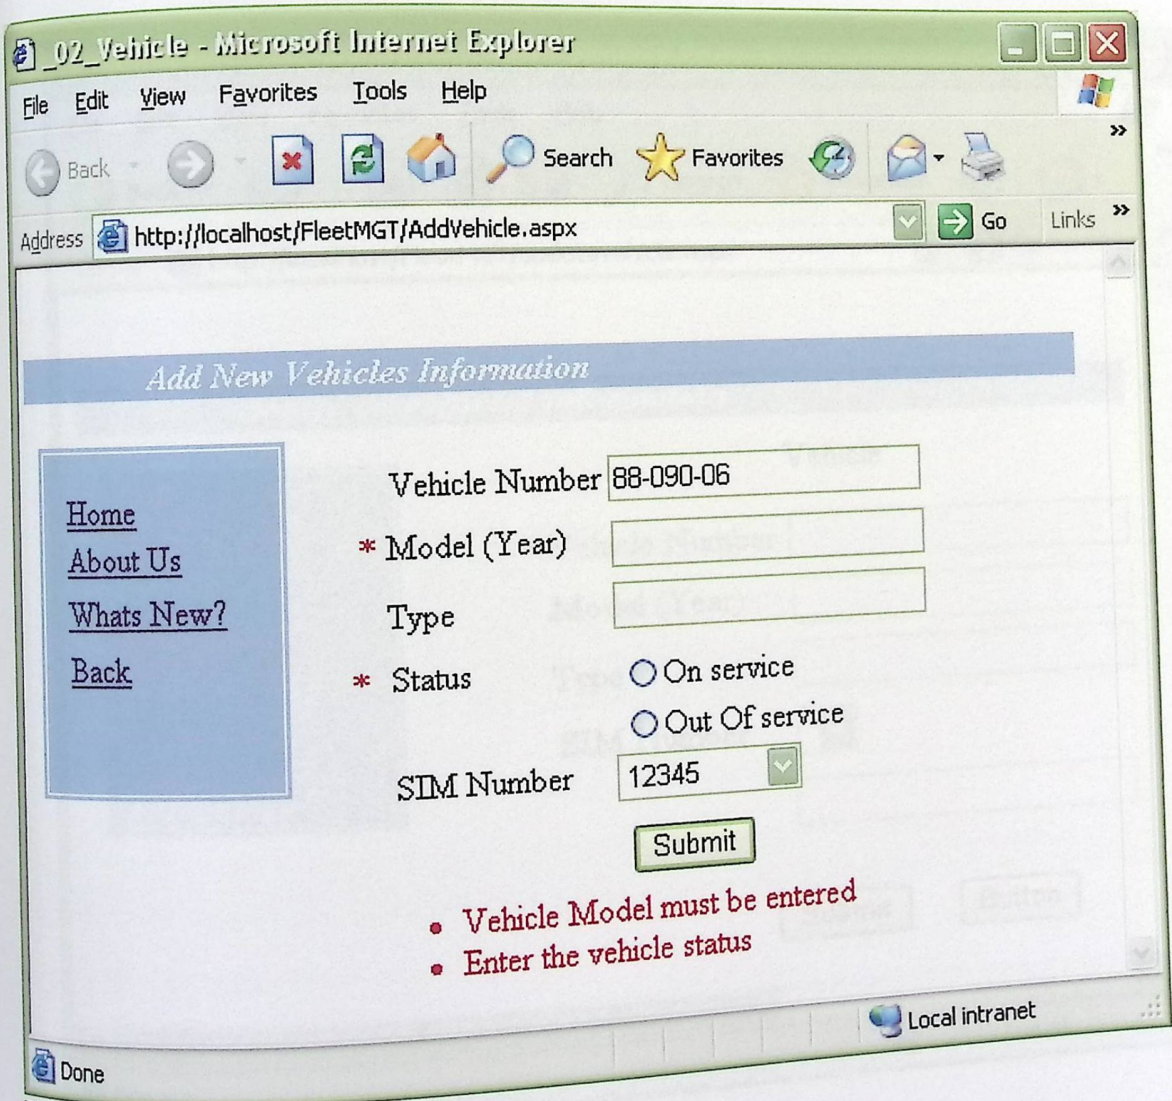 _02_Vehicle - Microsoft Internet Explorer
File Edit View Favorites Tools Help
Back Search Favorites »
Address http://localhost/FleetMGT/AddVehicle.aspx Go Links »
Add New Vehicles Information
Home
About Us
Whats New?
Back
Vehicle Number 88-090-06
* Model (Year)
Type
* Status On service
Out Of service
SIM Number 12345
Submit
• Vehicle Model must be entered
• Enter the vehicle status
Local intranet
Done